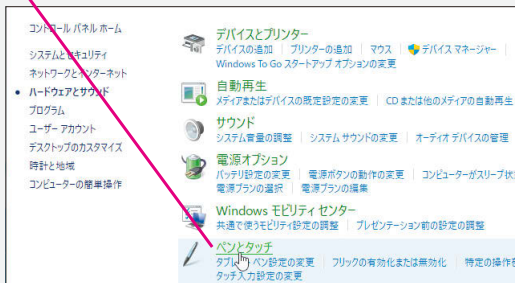 コントロール パネル ホーム
システムとセキュリティ
ネットワークとインターネット
ハードウェアとサウンド
プログラム
ユーザー アカウント
デスクトップのカスタマイズ
時計と地域
コンピューターの簡単操作
デバイスとプリンター
デバイスの追加 | プリンターの追加 | マウス | デバイス マネージャー |
Windows To Go スタートアップ オプションの変更
自動再生
メディアまたはデバイスの既定設定の変更 | CD または他のメディアの自動再生
サウンド
システム音量の調整 | システム サウンドの変更 | オーディオ デバイスの管理
電源オプション
バッテリ設定の変更 | 電源ボタンの動作の変更 | コンピューターがスリープ状
電源プランの選択 | 電源プランの編集
Windows モビリティ センター
共通で使うモビリティ設定の調整 | プレゼンテーション前の設定の調整
ペンとタッチ
タブレット ペン設定の変更 | フリックの有効化または無効化 | 特定の操作
タッチ入力設定の変更